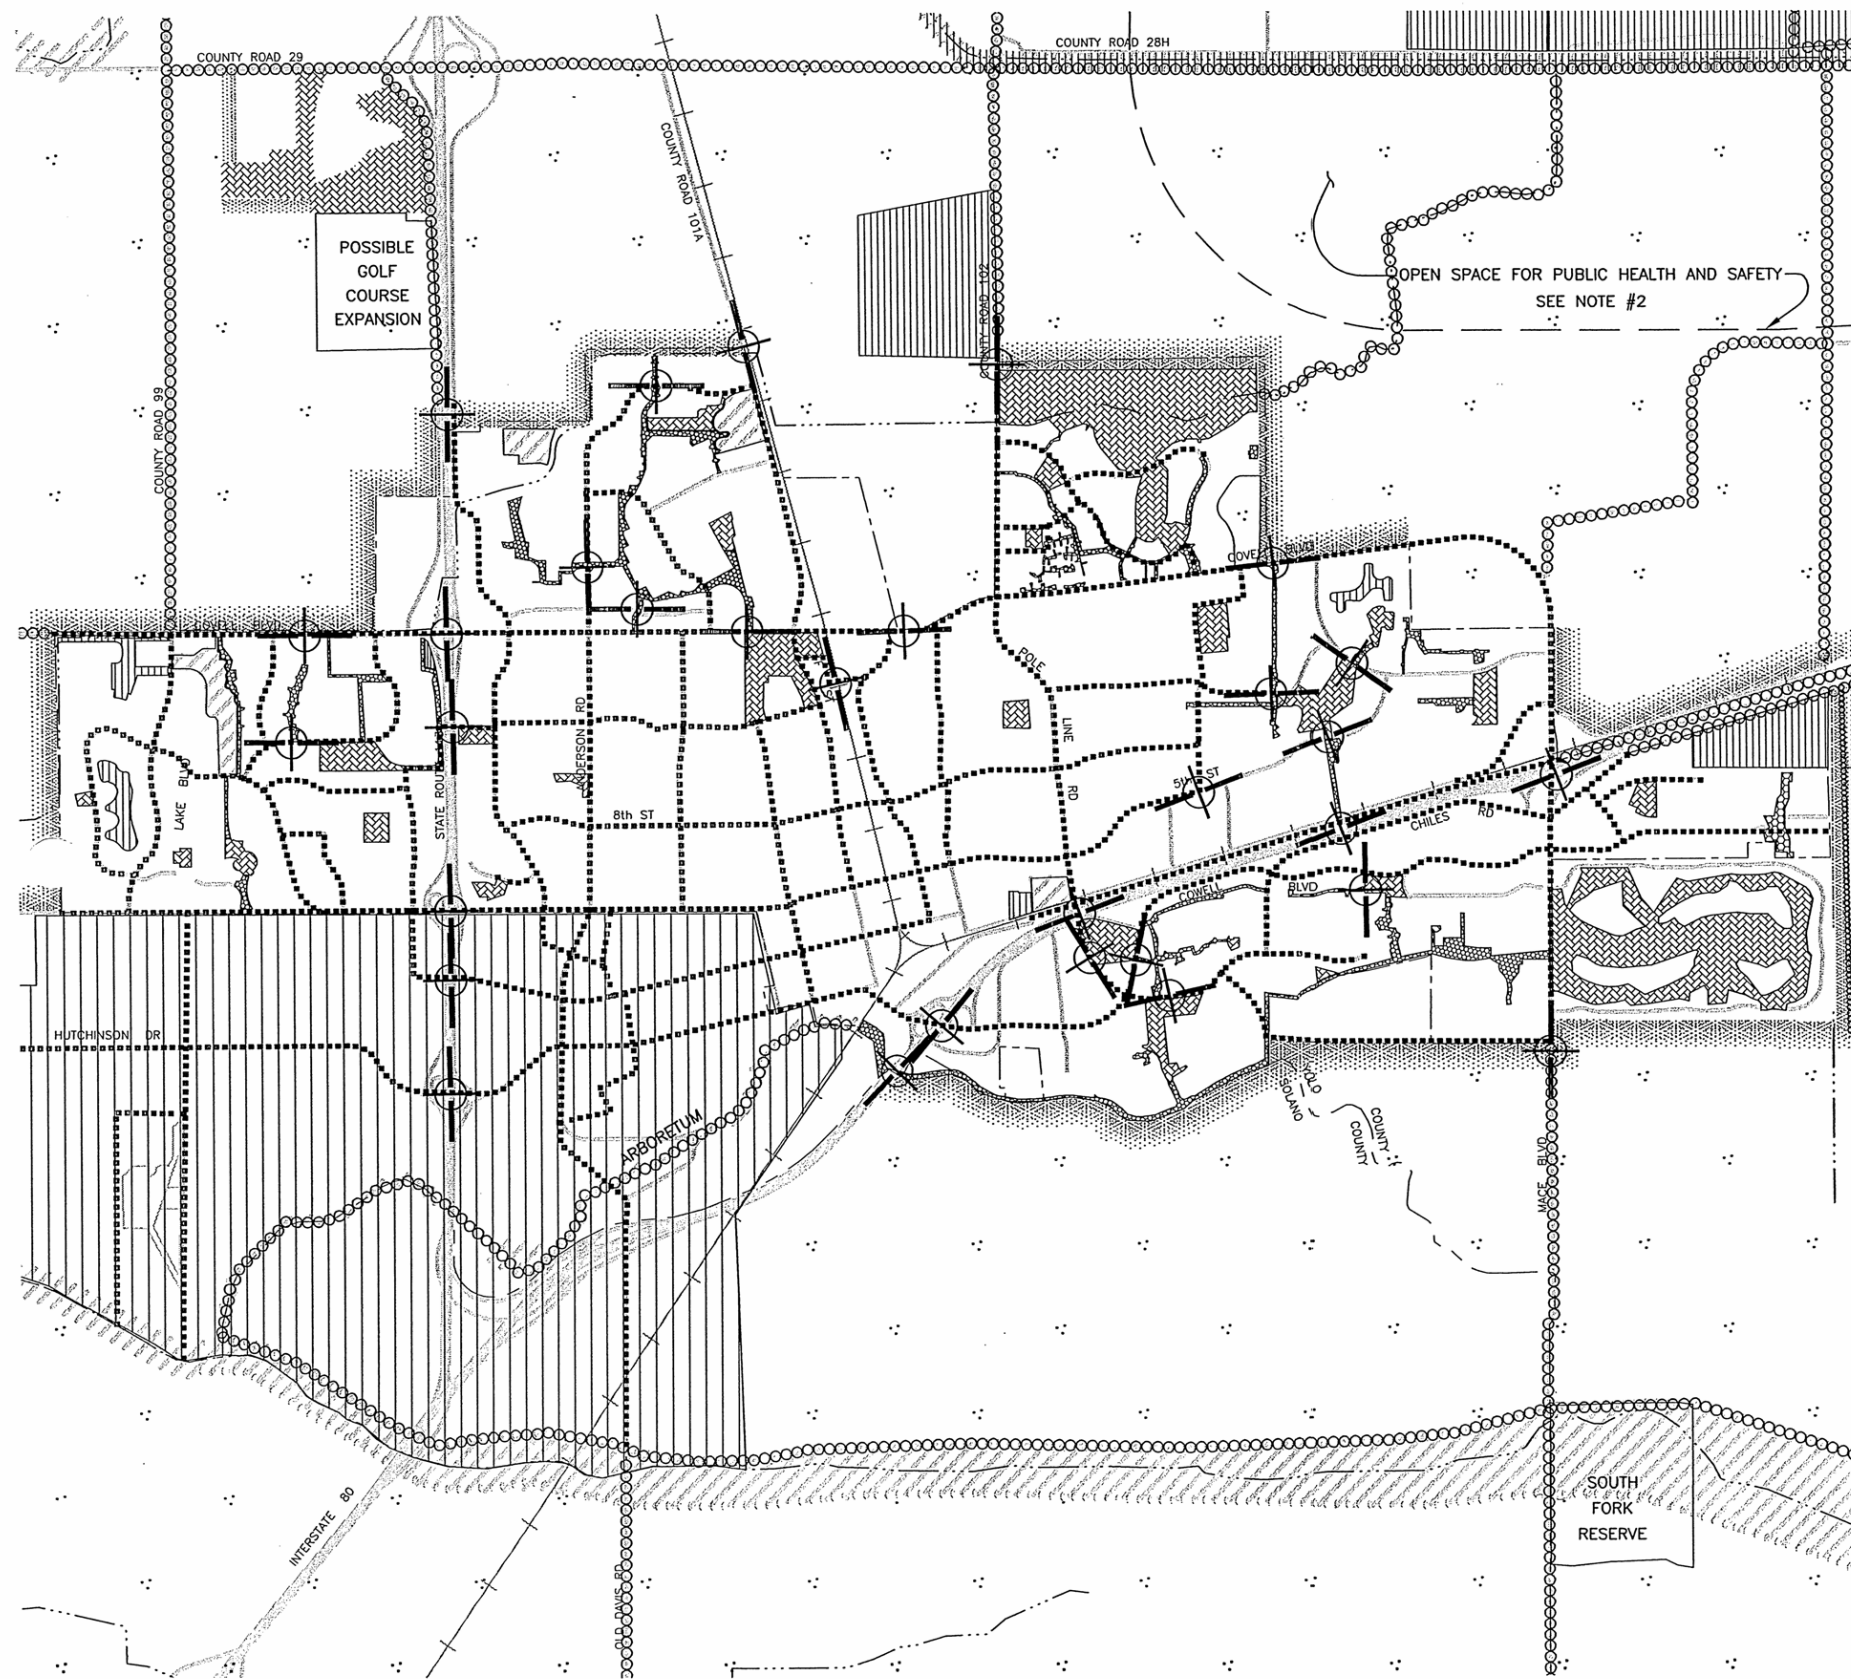 COUNTY ROAD 29
COUNTY ROAD 28H
COUNTY ROAD 101A
POSSIBLE
GOLF
COURSE
EXPANSION
COUNTY ROAD 102
OPEN SPACE FOR PUBLIC HEALTH AND SAFETY
SEE NOTE #2
COUNTY ROAD 99
COVELL BLVD
COVELL BLVD
POLE
LINE
RD
F
ST
ANDERSON RD
LAKE BLVD
STATE ROUTE
8th ST
5th ST
CHILES RD
COWELL BLVD
HUTCHINSON DR
ARBORETUM
YOLO COUNTY
SOLANO COUNTY
MACE BLVD
INTERSTATE 80
OLD DAVIS RD
SOUTH
FORK
RESERVE